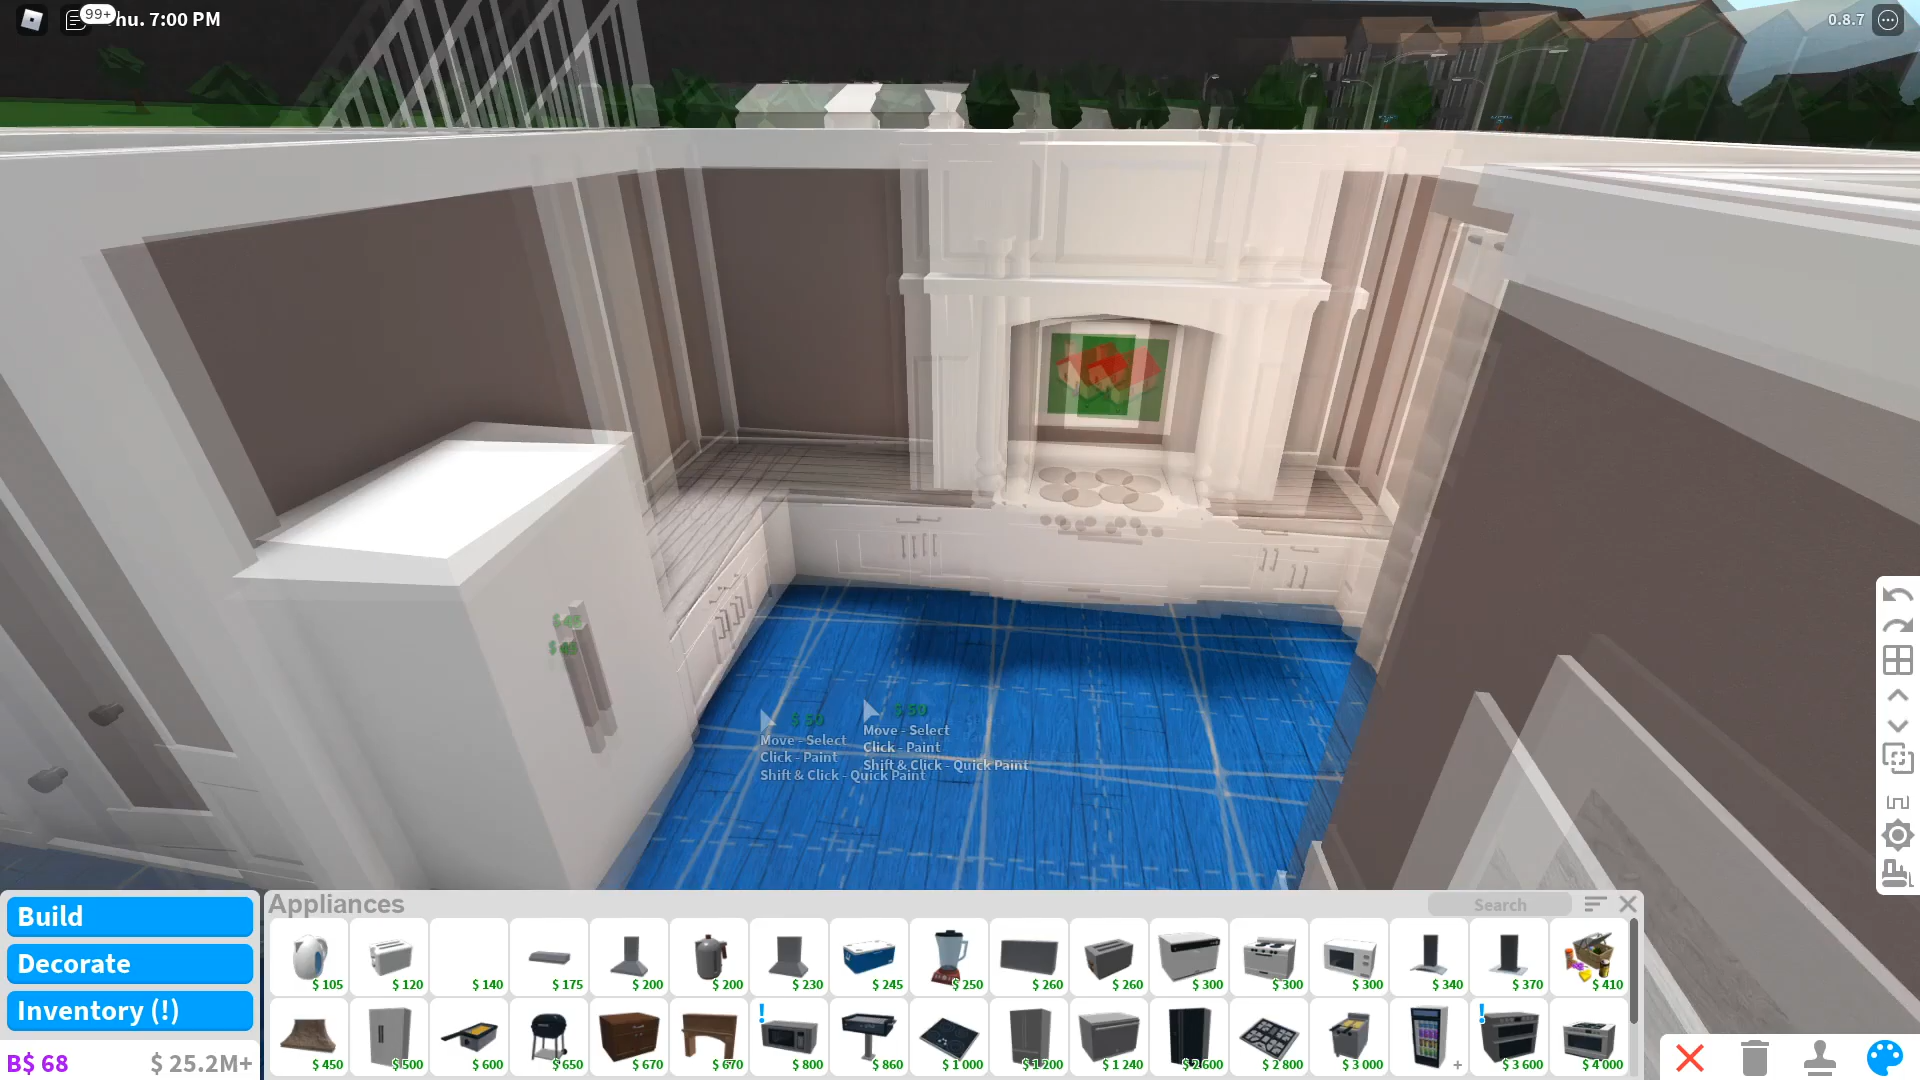 99+
hu. 7:00 PM
0.8.7
$ 50
Move - Select
Click - Paint
Shift & Click - Quick Paint
$ 50
Move - Select
Click - Paint
Shift & Click - Quick Paint
Build
Decorate
Inventory (!)
B$ 68
$ 25.2M+
Appliances
Search
$ 105
$ 120
$ 140
$ 175
$ 200
$ 200
$ 230
$ 245
$ 250
$ 260
$ 260
$ 300
$ 300
$ 300
$ 340
$ 370
$ 410
$ 450
$ 500
$ 600
$ 650
$ 670
$ 670
!
$ 800
$ 860
$ 1 000
$ 1 200
$ 1 240
$ 2 600
$ 2 800
$ 3 000
+
!
$ 3 600
$ 4 000